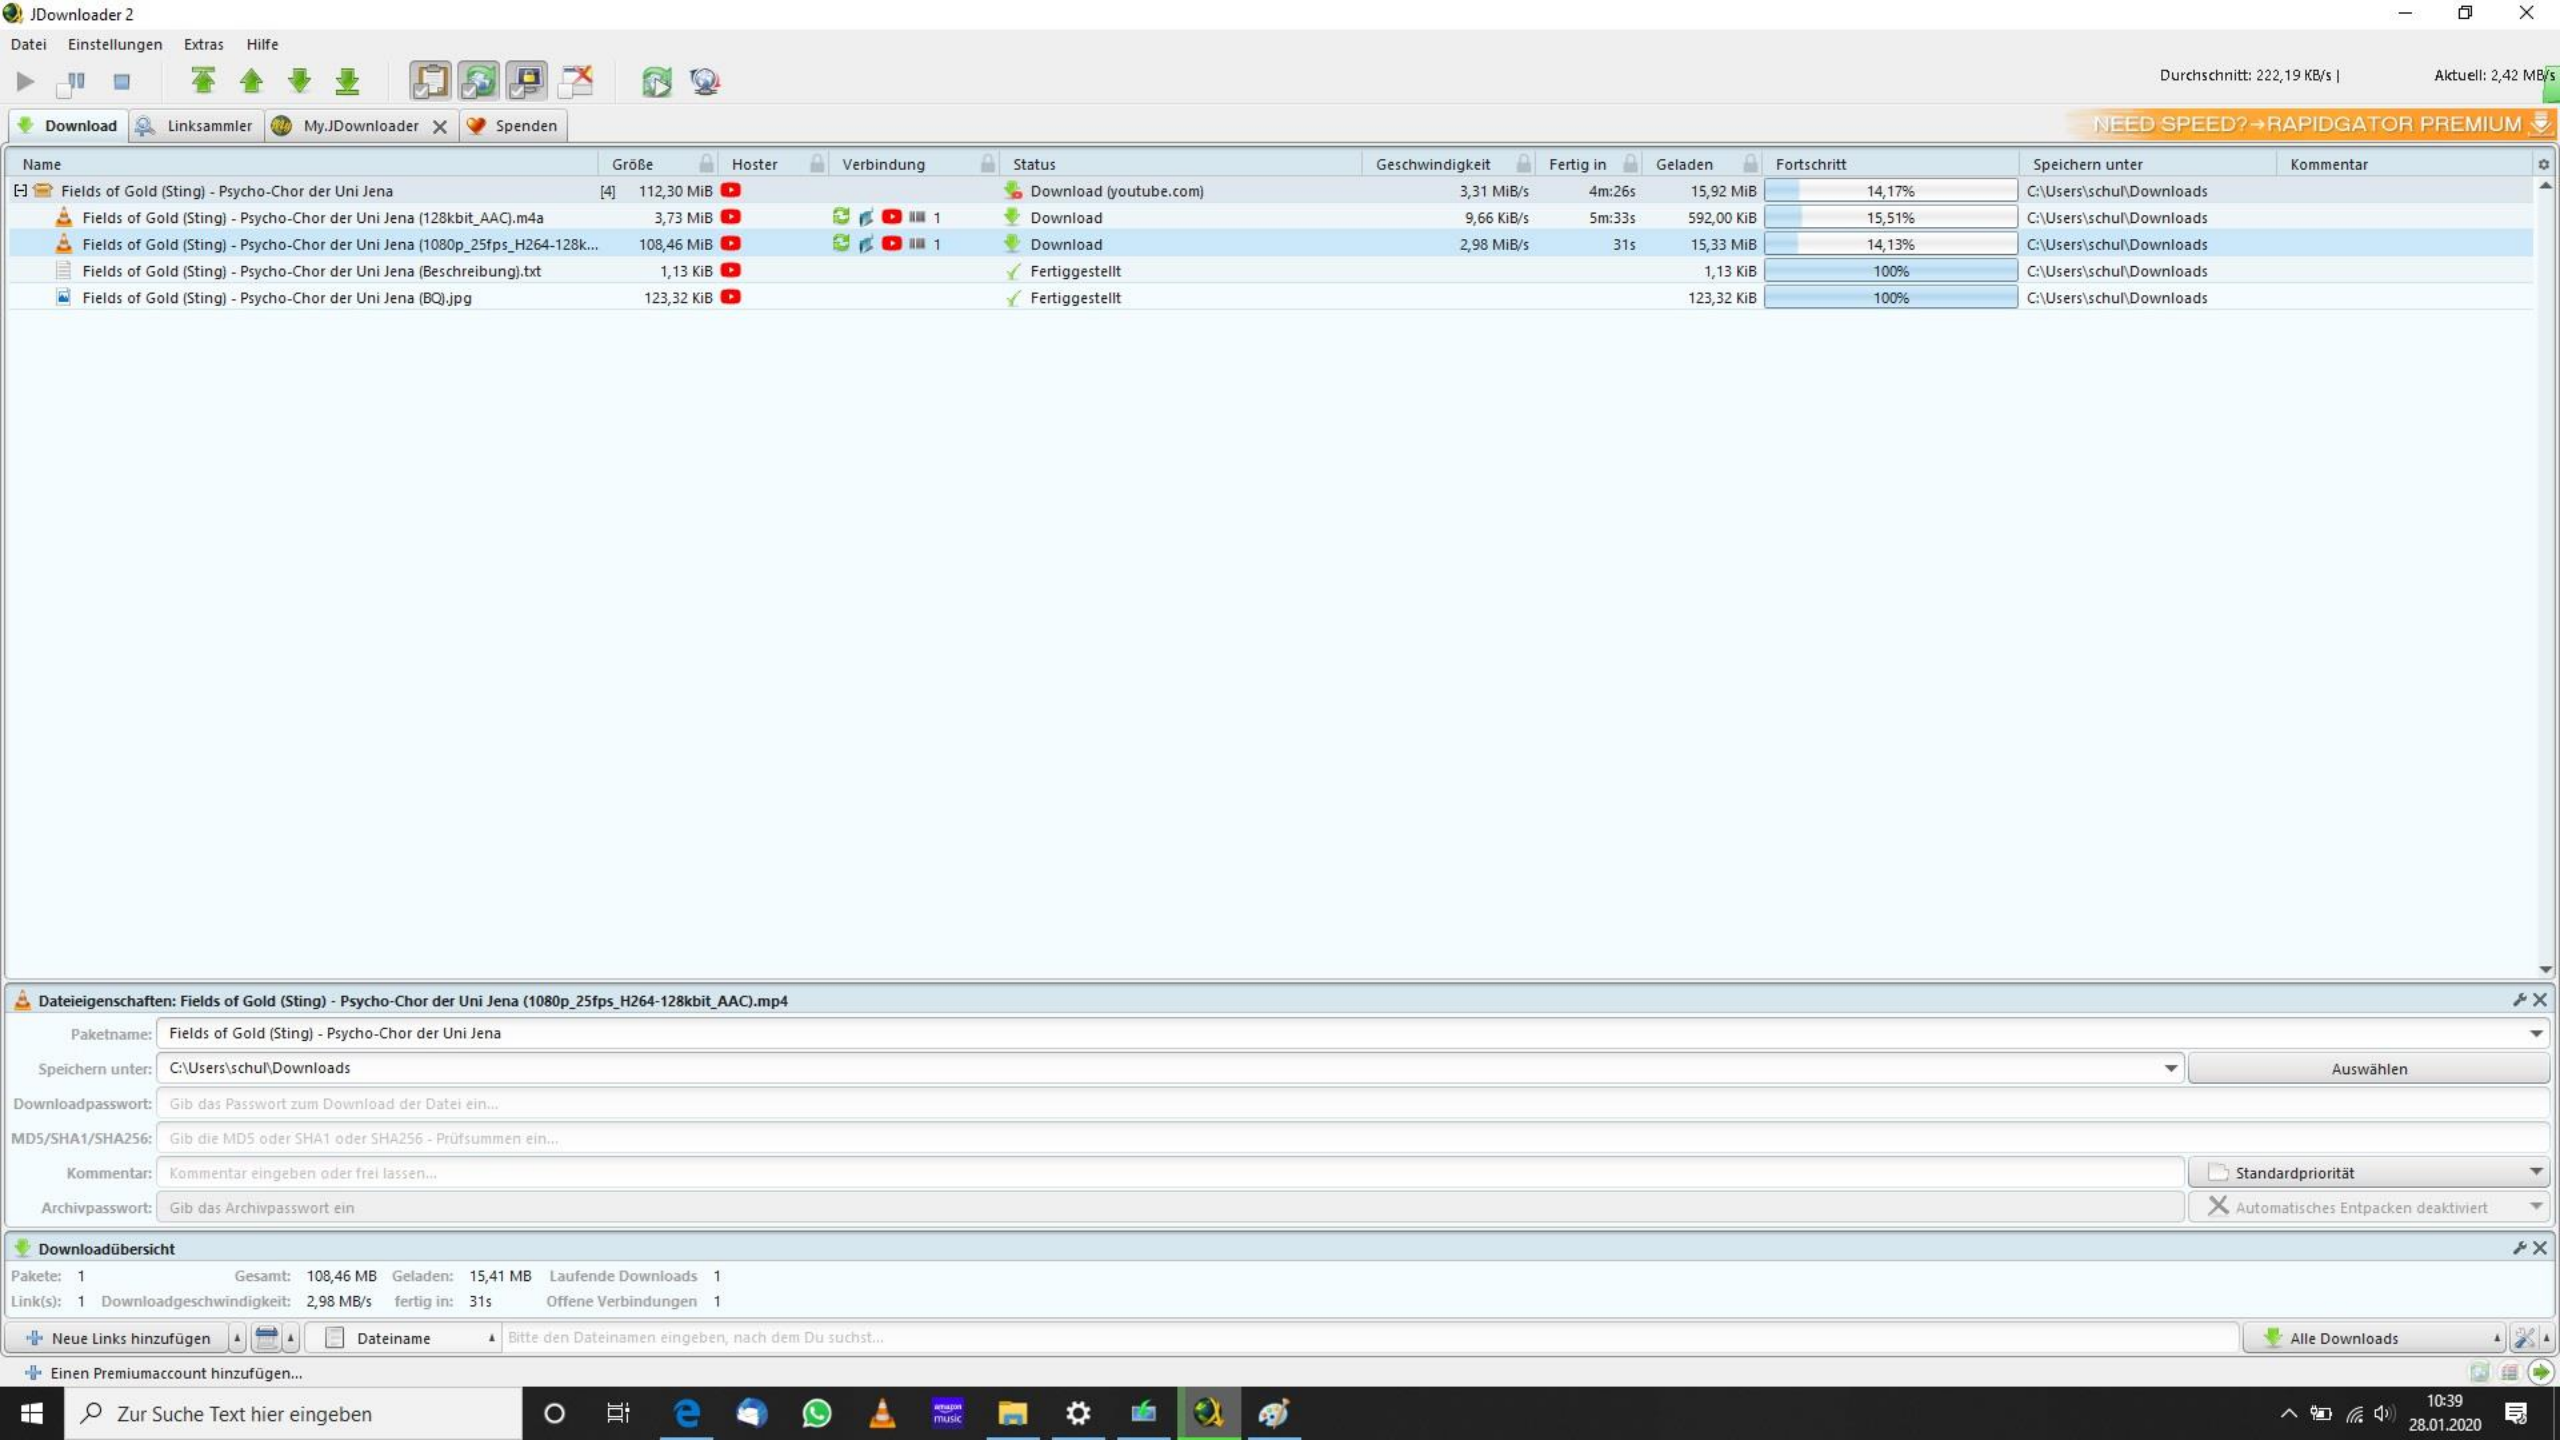 JDownloader 2
Datei Einstellungen Extras Hilfe
Durchschnitt: 222,19 KB/s | Aktuell: 2,42 MB/s
Download Linksammler My.JDownloader Spenden NEED SPEED?→RAPIDGATOR PREMIUM
Name Größe Hoster Verbindung Status Geschwindigkeit Fertig in Geladen Fortschritt Speichern unter Kommentar
Fields of Gold (Sting) - Psycho-Chor der Uni Jena [4] 112,30 MiB Download (youtube.com) 3,31 MiB/s 4m:26s 15,92 MiB 14,17% C:\Users\schul\Downloads
Fields of Gold (Sting) - Psycho-Chor der Uni Jena (128kbit_AAC).m4a 3,73 MiB 1 Download 9,66 KiB/s 5m:33s 592,00 KiB 15,51% C:\Users\schul\Downloads
Fields of Gold (Sting) - Psycho-Chor der Uni Jena (1080p_25fps_H264-128k... 108,46 MiB 1 Download 2,98 MiB/s 31s 15,33 MiB 14,13% C:\Users\schul\Downloads
Fields of Gold (Sting) - Psycho-Chor der Uni Jena (Beschreibung).txt 1,13 KiB Fertiggestellt 1,13 KiB 100% C:\Users\schul\Downloads
Fields of Gold (Sting) - Psycho-Chor der Uni Jena (BQ).jpg 123,32 KiB Fertiggestellt 123,32 KiB 100% C:\Users\schul\Downloads
Dateieigenschaften: Fields of Gold (Sting) - Psycho-Chor der Uni Jena (1080p_25fps_H264-128kbit_AAC).mp4
Paketname: Fields of Gold (Sting) - Psycho-Chor der Uni Jena
Speichern unter: C:\Users\schul\Downloads Auswählen
Downloadpasswort: Gib das Passwort zum Download der Datei ein...
MD5/SHA1/SHA256: Gib die MD5 oder SHA1 oder SHA256 - Prüfsummen ein...
Kommentar: Kommentar eingeben oder frei lassen... Standardpriorität
Archivpasswort: Gib das Archivpasswort ein Automatisches Entpacken deaktiviert
Downloadübersicht
Pakete: 1 Gesamt: 108,46 MB Geladen: 15,41 MB Laufende Downloads 1
Link(s): 1 Downloadgeschwindigkeit: 2,98 MB/s fertig in: 31s Offene Verbindungen 1
Neue Links hinzufügen Dateiname Bitte den Dateinamen eingeben, nach dem Du suchst... Alle Downloads
Einen Premiumaccount hinzufügen...
Zur Suche Text hier eingeben amazon music 10:39
28.01.2020